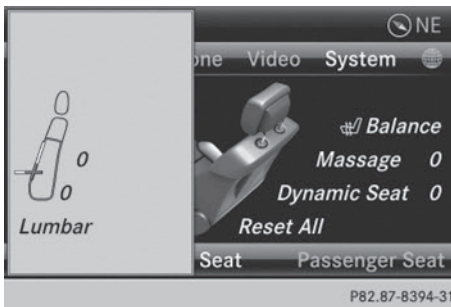 NE
one Video System
Balance
0
Massage 0
0
Dynamic Seat 0
Lumbar
Reset All
Seat Passenger Seat
P82.87-8394-31